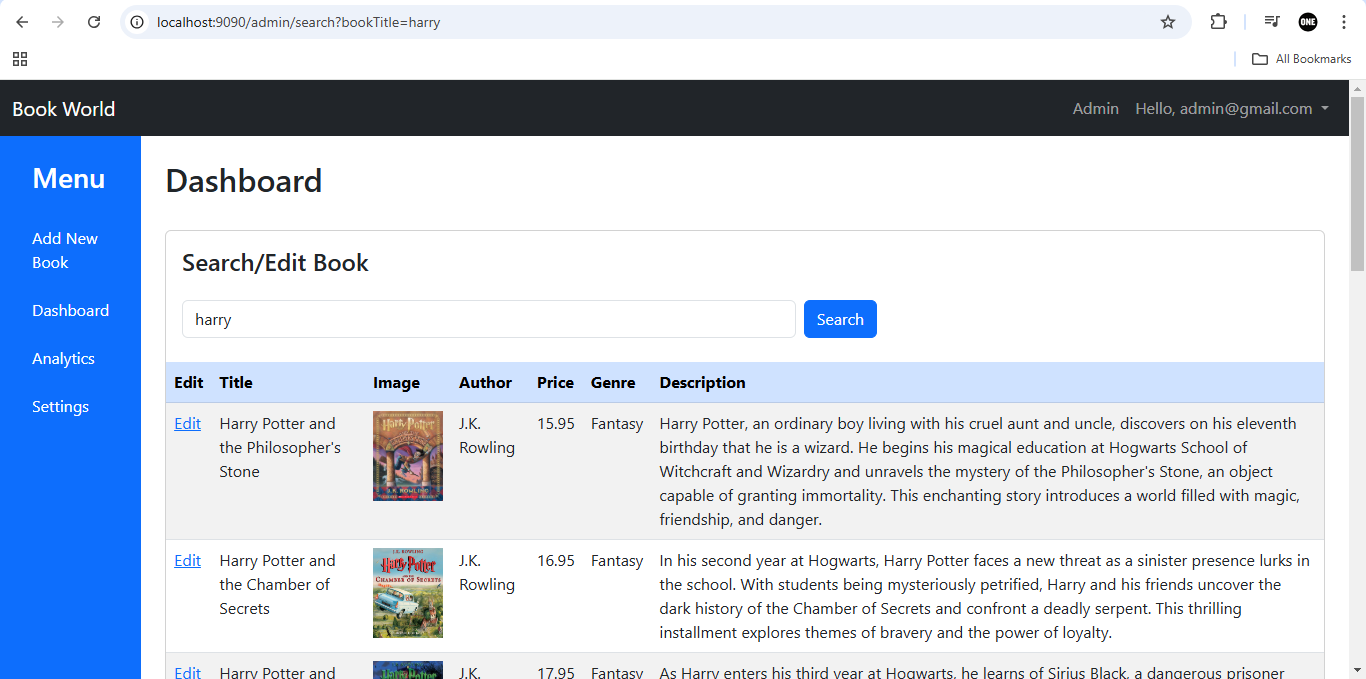 localhost:9090/admin/search?bookTitle=harry
ONE
All Bookmarks
Book World
Admin
Hello, admin@gmail.com
Menu
Add New
Book
Dashboard
Analytics
Settings
Dashboard
Search/Edit Book
harry
Search
Edit Title Image Author Price Genre Description
Edit
Harry Potter and
the Philosopher's
Stone
Harry Potter
J.K. ROWLING
J.K.
Rowling
15.95
Fantasy
Harry Potter, an ordinary boy living with his cruel aunt and uncle, discovers on his eleventh
birthday that he is a wizard. He begins his magical education at Hogwarts School of
Witchcraft and Wizardry and unravels the mystery of the Philosopher's Stone, an object
capable of granting immortality. This enchanting story introduces a world filled with magic,
friendship, and danger.
Edit
Harry Potter and
the Chamber of
Secrets
J.K. ROWLING
Harry Potter
AND THE
CHAMBER OF SECRETS
J.K.
Rowling
16.95
Fantasy
In his second year at Hogwarts, Harry Potter faces a new threat as a sinister presence lurks in
the school. With students being mysteriously petrified, Harry and his friends uncover the
dark history of the Chamber of Secrets and confront a deadly serpent. This thrilling
installment explores themes of bravery and the power of loyalty.
Edit
Harry Potter and
Harry Potter
J.K.
17.95
Fantasy
As Harry enters his third year at Hogwarts, he learns of Sirius Black, a dangerous prisoner